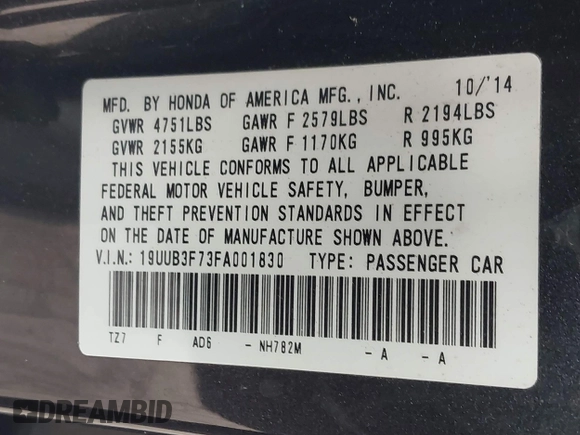 MFD. BY HONDA OF AMERICA MFG., INC. 10/'14
GVWR 4751LBS GAWR F 2579LBS R 2194LBS
GVWR 2155KG GAWR F 1170KG R 995KG
THIS VEHICLE CONFORMS TO ALL APPLICABLE
FEDERAL MOTOR VEHICLE SAFETY, BUMPER,
AND THEFT PREVENTION STANDARDS IN EFFECT
ON THE DATE OF MANUFACTURE SHOWN ABOVE.
V.I.N.: 19UUB3F73FA001830 TYPE: PASSENGER CAR
TZ7 F AD6 - NH782M - A - A
DREAMBID